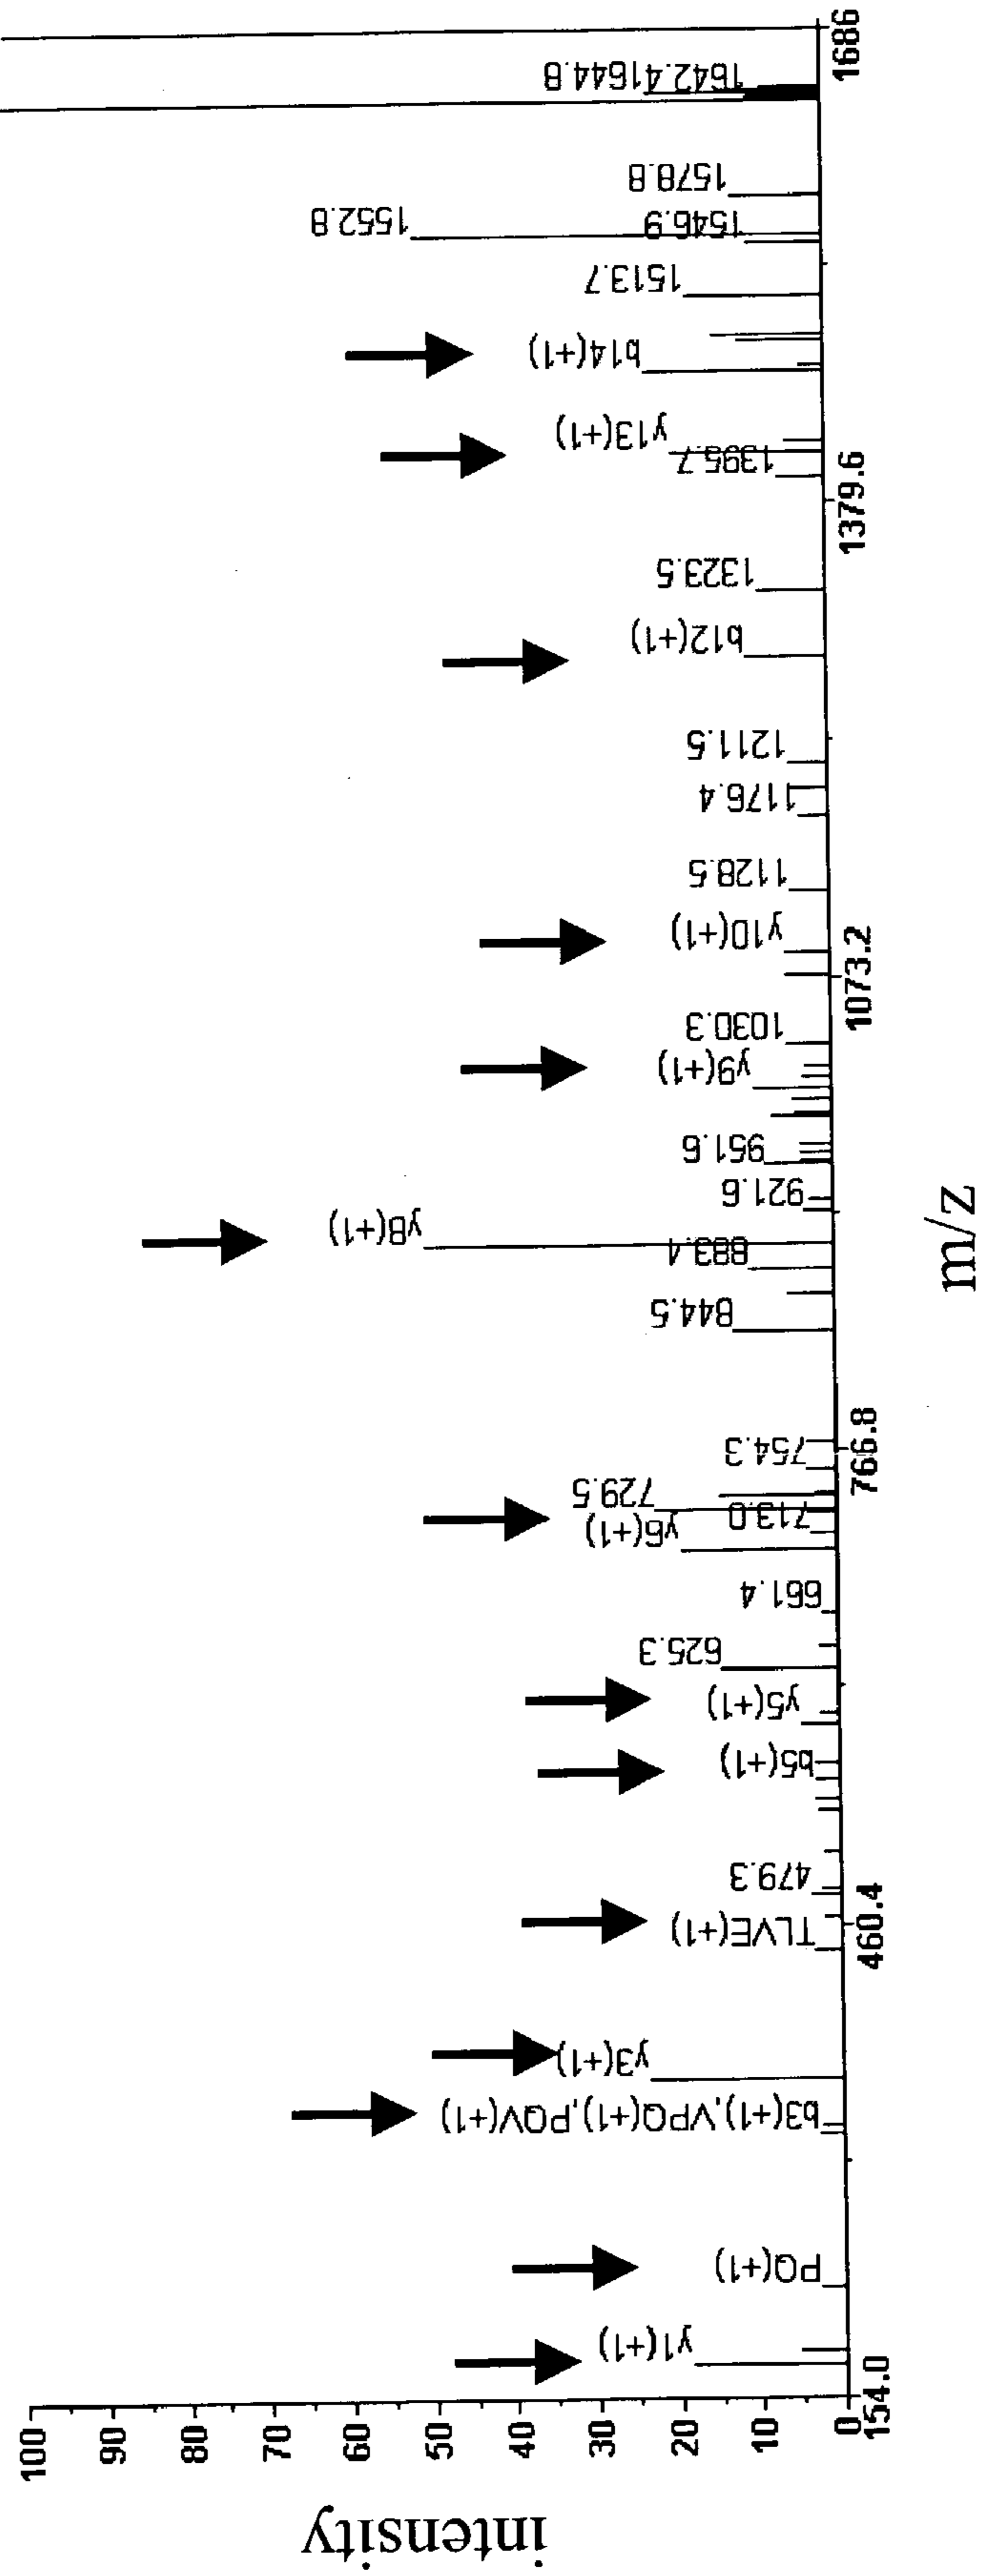 intensity
100
90
80
70
60
50
40
30
20
10
0
y1(+1)
PQ(+1)
b3(+1),VPQ(+1),PQV(+1)
y3(+1)
TLVE(+1)
479.3
b5(+1)
y5(+1)
625.3
661.4
y6(+1)
713.0
729.5
754.3
844.5
883.4
y8(+1)
921.6
951.6
y9(+1)
1030.3
y10(+1)
1128.5
1176.4
1211.5
b12(+1)
1323.5
1395.7
y13(+1)
b14(+1)
1513.7
1546.9
1552.8
1578.8
1642.41644.8
154.0
460.4
766.8
1073.2
1379.6
1686
m/z